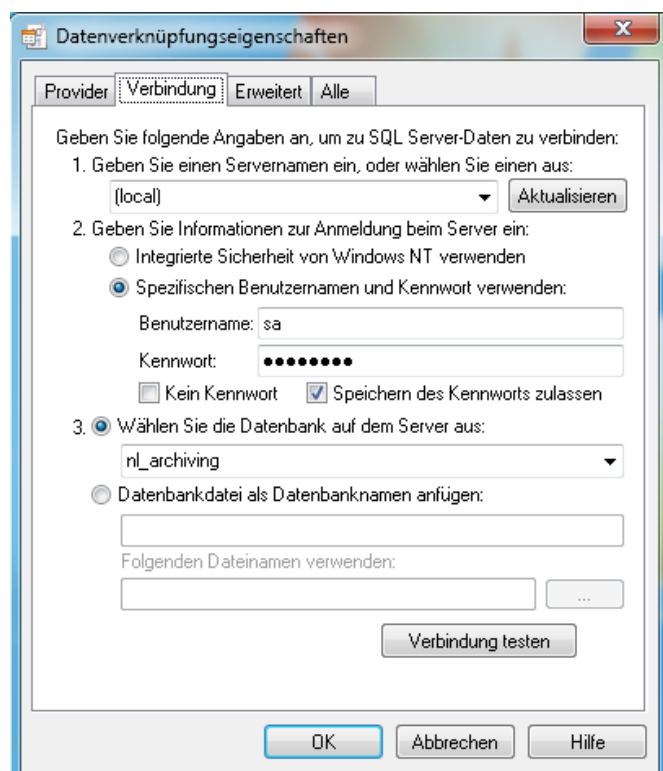 Datenverknüpfungseigenschaften
Provider Verbindung Erweitert Alle
Geben Sie folgende Angaben an, um zu SQL Server-Daten zu verbinden:
1. Geben Sie einen Servernamen ein, oder wählen Sie einen aus:
(local) Aktualisieren
2. Geben Sie Informationen zur Anmeldung beim Server ein:
Integrierte Sicherheit von Windows NT verwenden
Spezifischen Benutzernamen und Kennwort verwenden:
Benutzername: sa
Kennwort: ●●●●●●●●
Kein Kennwort Speichern des Kennworts zulassen
3. Wählen Sie die Datenbank auf dem Server aus:
nl_archiving
Datenbankdatei als Datenbanknamen anfügen:
Folgenden Dateinamen verwenden:
...
Verbindung testen
OK Abbrechen Hilfe